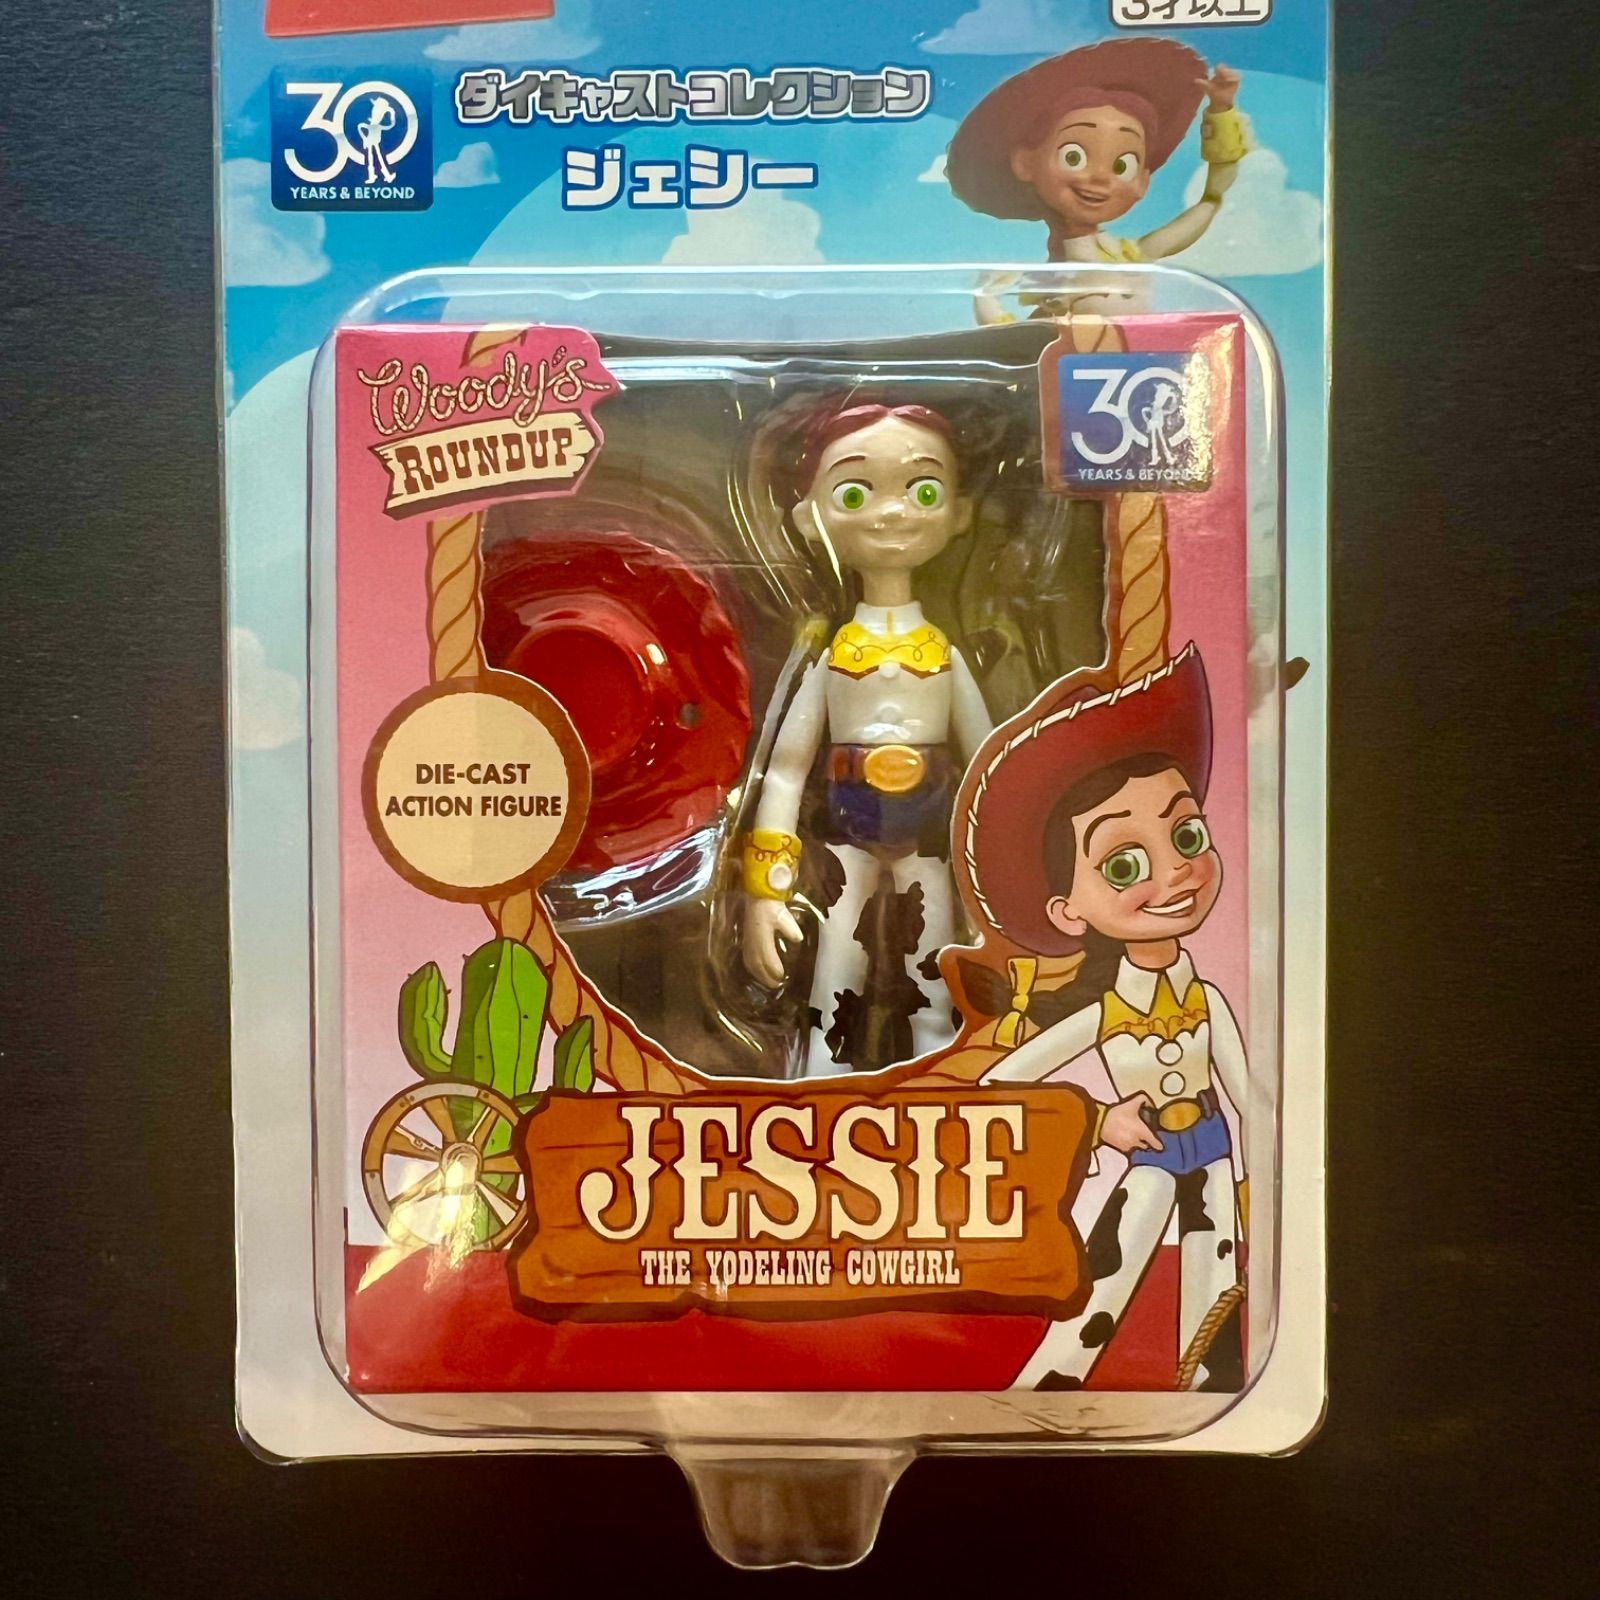 3才以上
30
YEARS & BEYOND
ダイキャストコレクション
ジェシー
Woody's
ROUNDUP
30
YEARS & BEYOND
DIE-CAST
ACTION FIGURE
JESSIE
THE YODELING COWGIRL